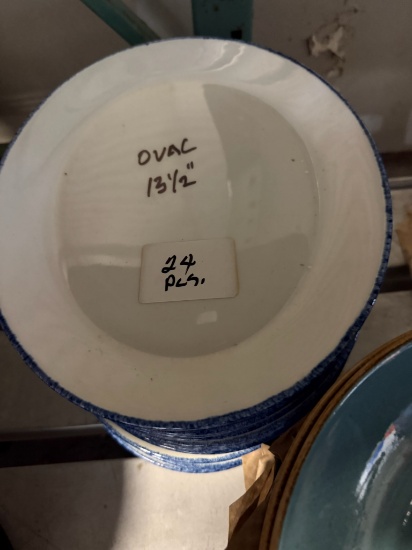 OVAL
13½"
24
PCS.